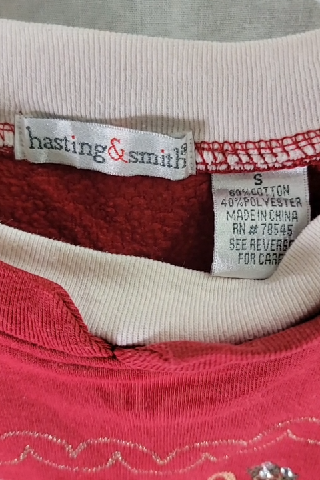 hasting&smith
S
60%COTTON
40%POLYESTER
MADE IN CHINA
RN # 78545
SEE REVERSE
FOR CARE